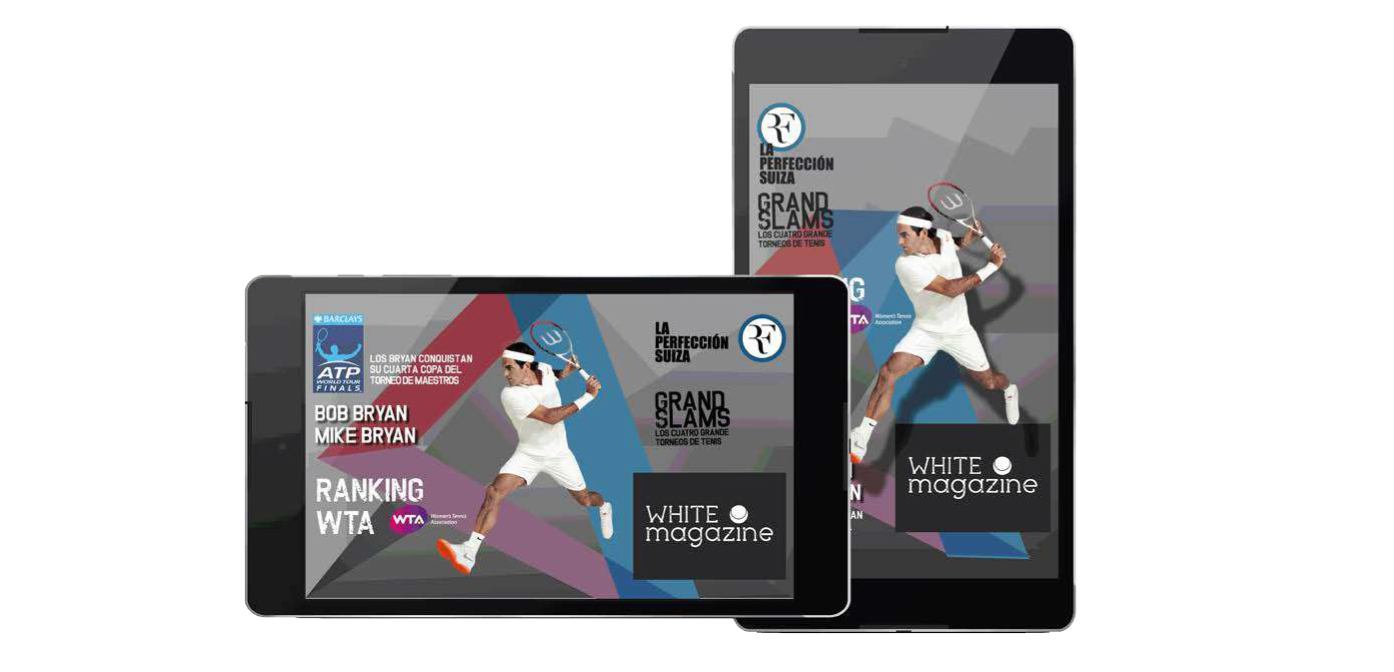 BARCLAYS
ATP
WORLD TOUR
FINALS
LOS BRYAN CONQUISTAN
SU CUARTA COPA DEL
TORNEO DE MAESTROS
BOB BRYAN
MIKE BRYAN
RANKING
WTA
WTA
Women's Tennis
Association
LA
PERFECCIÓN
SUIZA
RF
GRAND
SLAMS
LOS CUATRO GRANDE
TORNEOS DE TENIS
WHITE
magazine
RF
LA
PERFECCIÓN
SUIZA
GRAND
SLAMS
LOS CUATRO GRANDE
TORNEOS DE TENIS
G
TA
Women's Tennis
Association
N
AN
WHITE
magazine